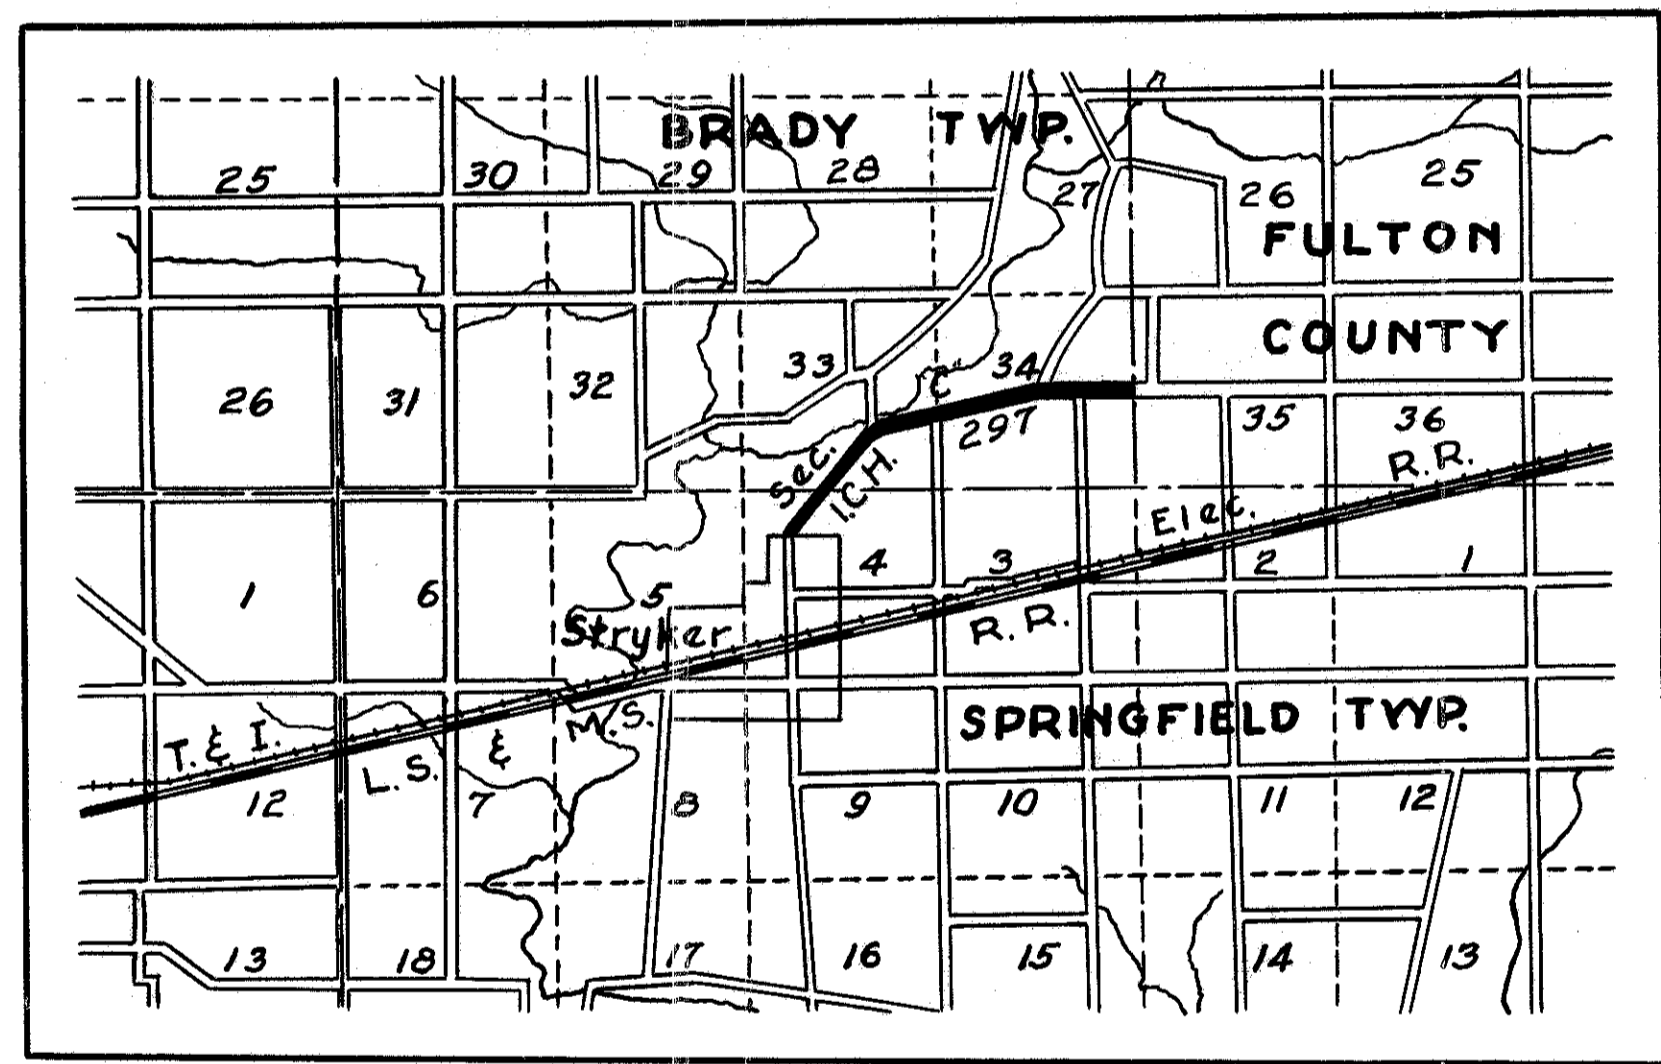 BRADY TWP.
25 30 29 28 27 26 25
FULTON
COUNTY
26 31 32 33 34 35 36
Sec. "C"
I.C.H. 297
Elec. R.R.
1 6 5 4 3 2 1
Stryker
R. R.
SPRINGFIELD TWP.
T. & I.
L. S. & M. S.
12 7 8 9 10 11 12
13 18 17 16 15 14 13